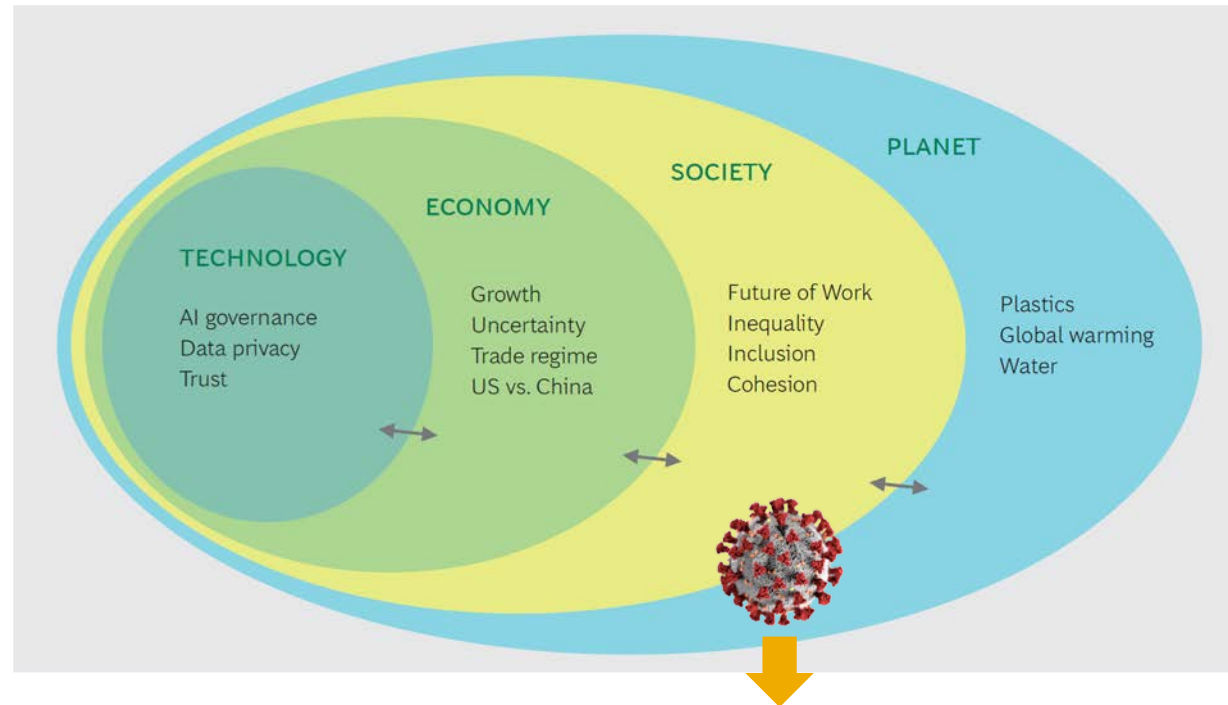 TECHNOLOGY
AI governance
Data privacy
Trust
ECONOMY
Growth
Uncertainty
Trade regime
US vs. China
SOCIETY
Future of Work
Inequality
Inclusion
Cohesion
PLANET
Plastics
Global warming
Water